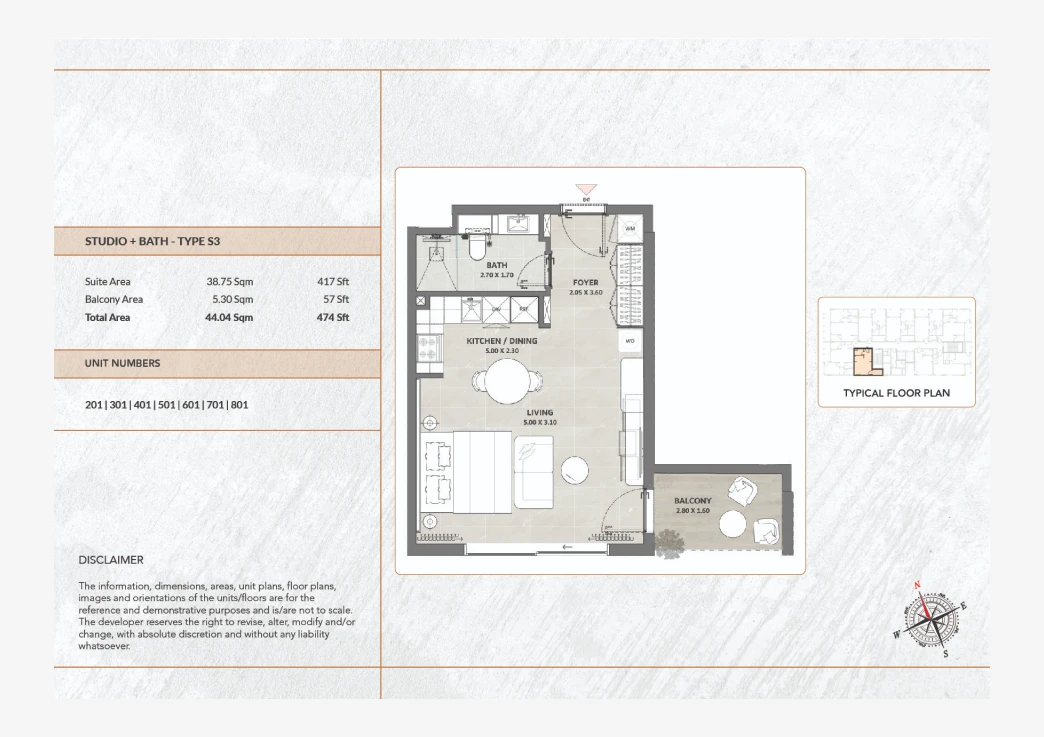 STUDIO + BATH - TYPE S3
Suite Area 38.75 Sqm 417 Sft
Balcony Area 5.30 Sqm 57 Sft
Total Area 44.04 Sqm 474 Sft
UNIT NUMBERS
201 | 301 | 401 | 501 | 601 | 701 | 801
DISCLAIMER
The information, dimensions, areas, unit plans, floor plans,
images and orientations of the units/floors are for the
reference and demonstrative purposes and is/are not to scale.
The developer reserves the right to revise, alter, modify and/or
change, with absolute discretion and without any liability
whatsoever.
ENT
WM
BATH
2.70 X 1.70
FOYER
2.05 X 3.60
WD
KITCHEN / DINING
5.00 X 2.30
LIVING
5.00 X 3.10
BALCONY
2.80 X 1.60
TYPICAL FLOOR PLAN
N
E
W
S